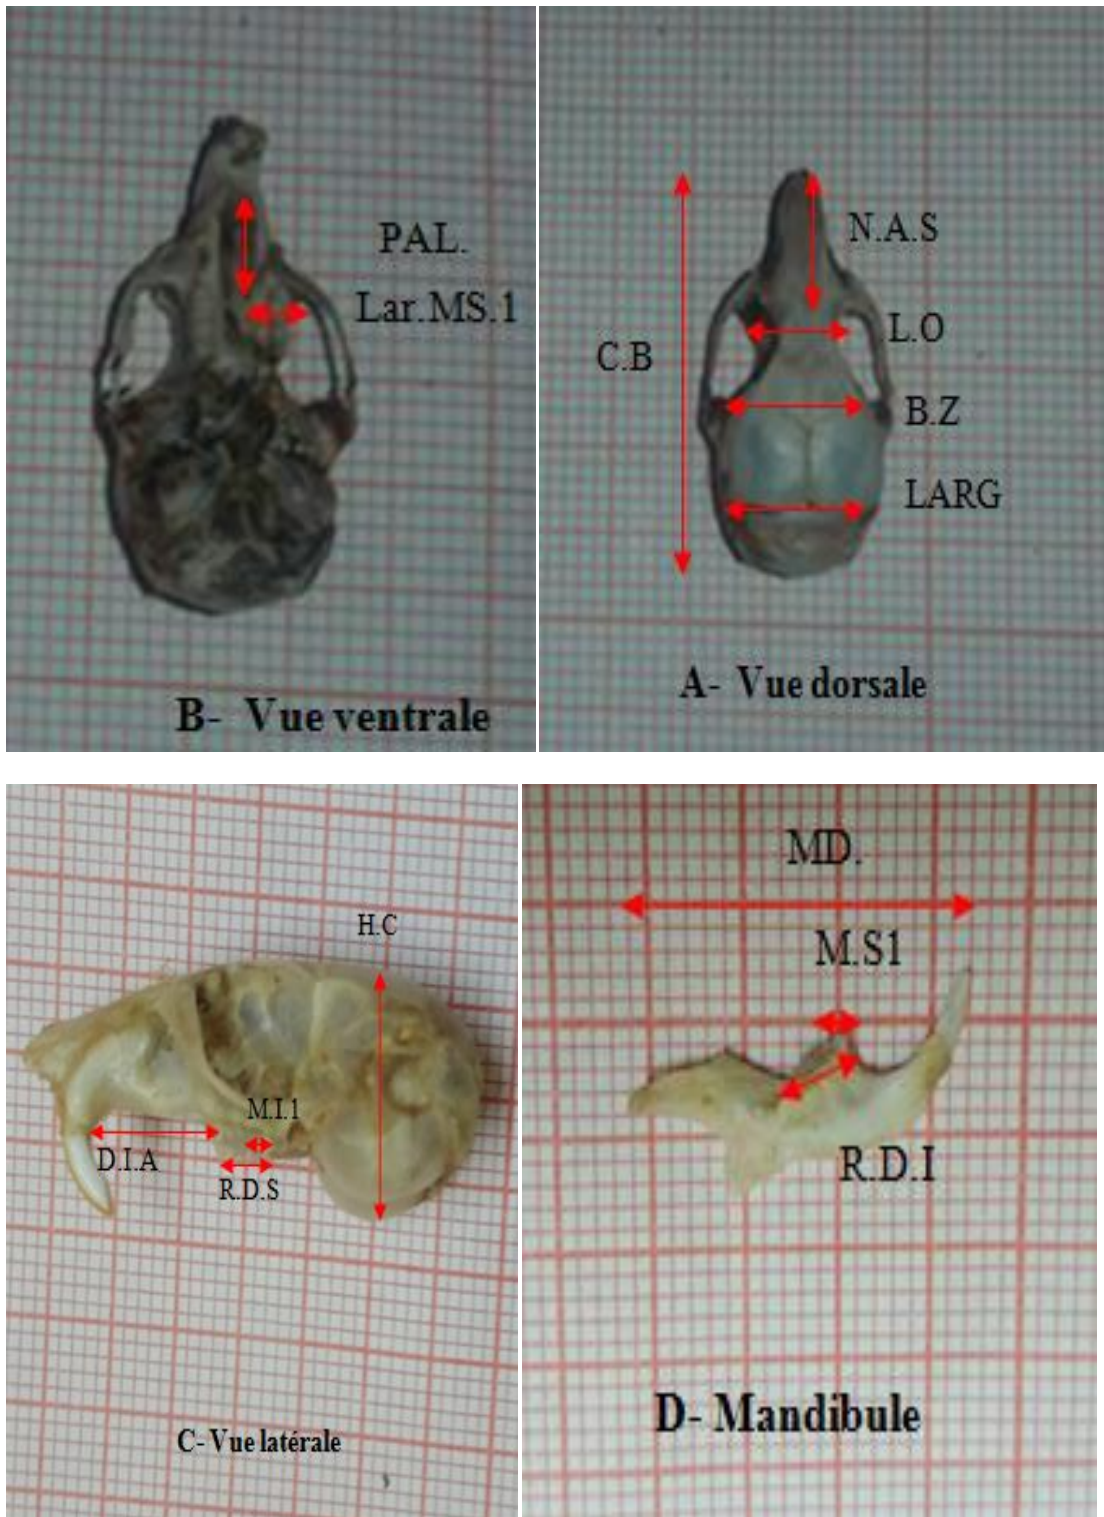 PAL.
Lar.MS.1
B- Vue ventrale
N.A.S
L.O
C.B
B.Z
LARG
A- Vue dorsale
H.C
M.I.1
D.I.A
R.D.S
C- Vue latérale
MD.
M.S1
R.D.I
D- Mandibule